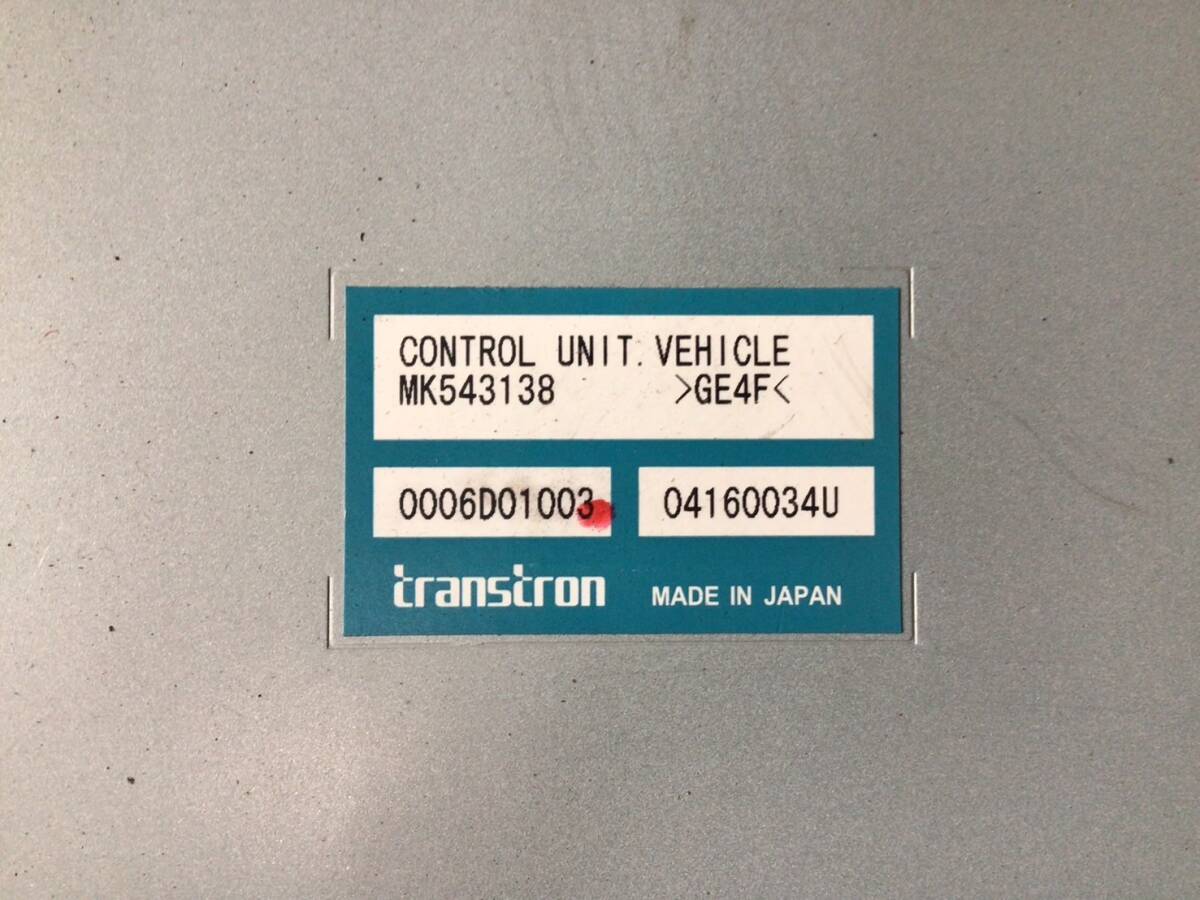 CONTROL UNIT. VEHICLE
MK543138 >GE4F<
0006D01003 04160034U
transtron MADE IN JAPAN